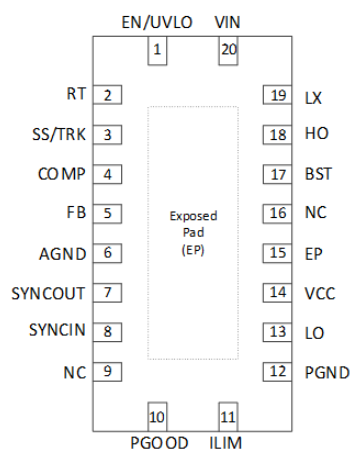 EN/UVLO VIN
1 20
RT 2 19 LX
SS/TRK 3 18 HO
COMP 4 17 BST
FB 5 16 NC
Exposed
Pad
(EP)
AGND 6 15 EP
SYNCOUT 7 14 VCC
SYNCIN 8 13 LO
NC 9 12 PGND
10 11
PGOOD ILIM